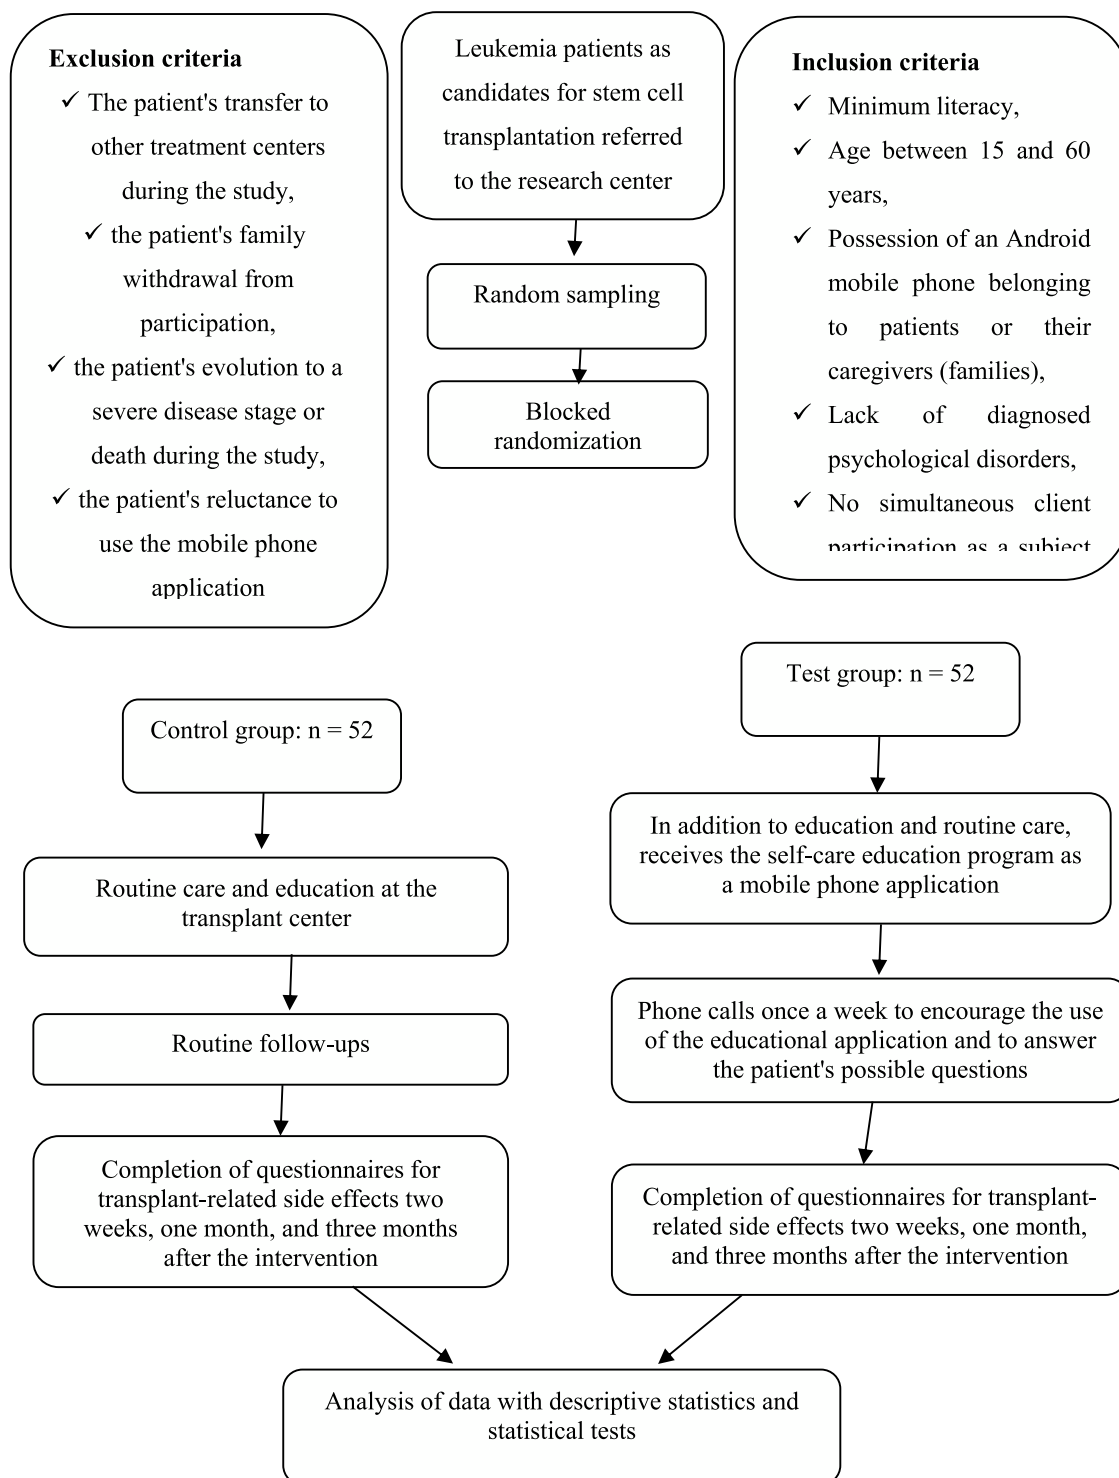 Exclusion criteria
✓ The patient's transfer to
other treatment centers
during the study,
✓ the patient's family
withdrawal from
participation,
✓ the patient's evolution to a
severe disease stage or
death during the study,
✓ the patient's reluctance to
use the mobile phone
application
Leukemia patients as
candidates for stem cell
transplantation referred
to the research center
Random sampling
Blocked
randomization
Inclusion criteria
✓ Minimum literacy,
✓ Age between 15 and 60
years,
✓ Possession of an Android
mobile phone belonging
to patients or their
caregivers (families),
✓ Lack of diagnosed
psychological disorders,
✓ No simultaneous client
participation as a subject
Control group: n = 52
Routine care and education at the
transplant center
Routine follow-ups
Completion of questionnaires for
transplant-related side effects two
weeks, one month, and three months
after the intervention
Test group: n = 52
In addition to education and routine care,
receives the self-care education program as
a mobile phone application
Phone calls once a week to encourage the use
of the educational application and to answer
the patient's possible questions
Completion of questionnaires for transplant-
related side effects two weeks, one month,
and three months after the intervention
Analysis of data with descriptive statistics and
statistical tests